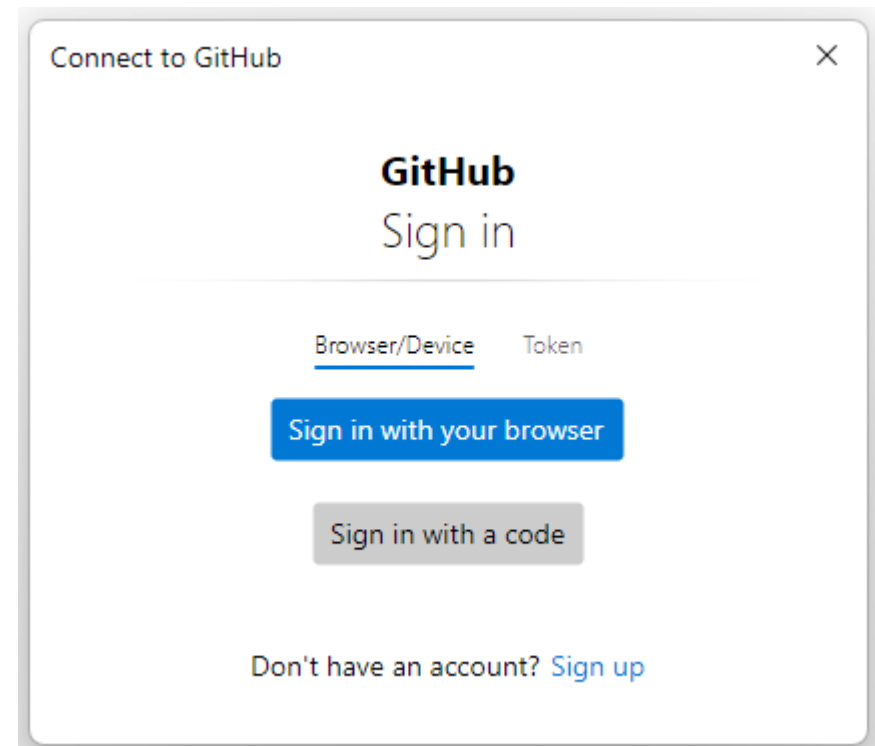 Connect to GitHub
GitHub
Sign in
Browser/Device Token
Sign in with your browser
Sign in with a code
Don't have an account? Sign up